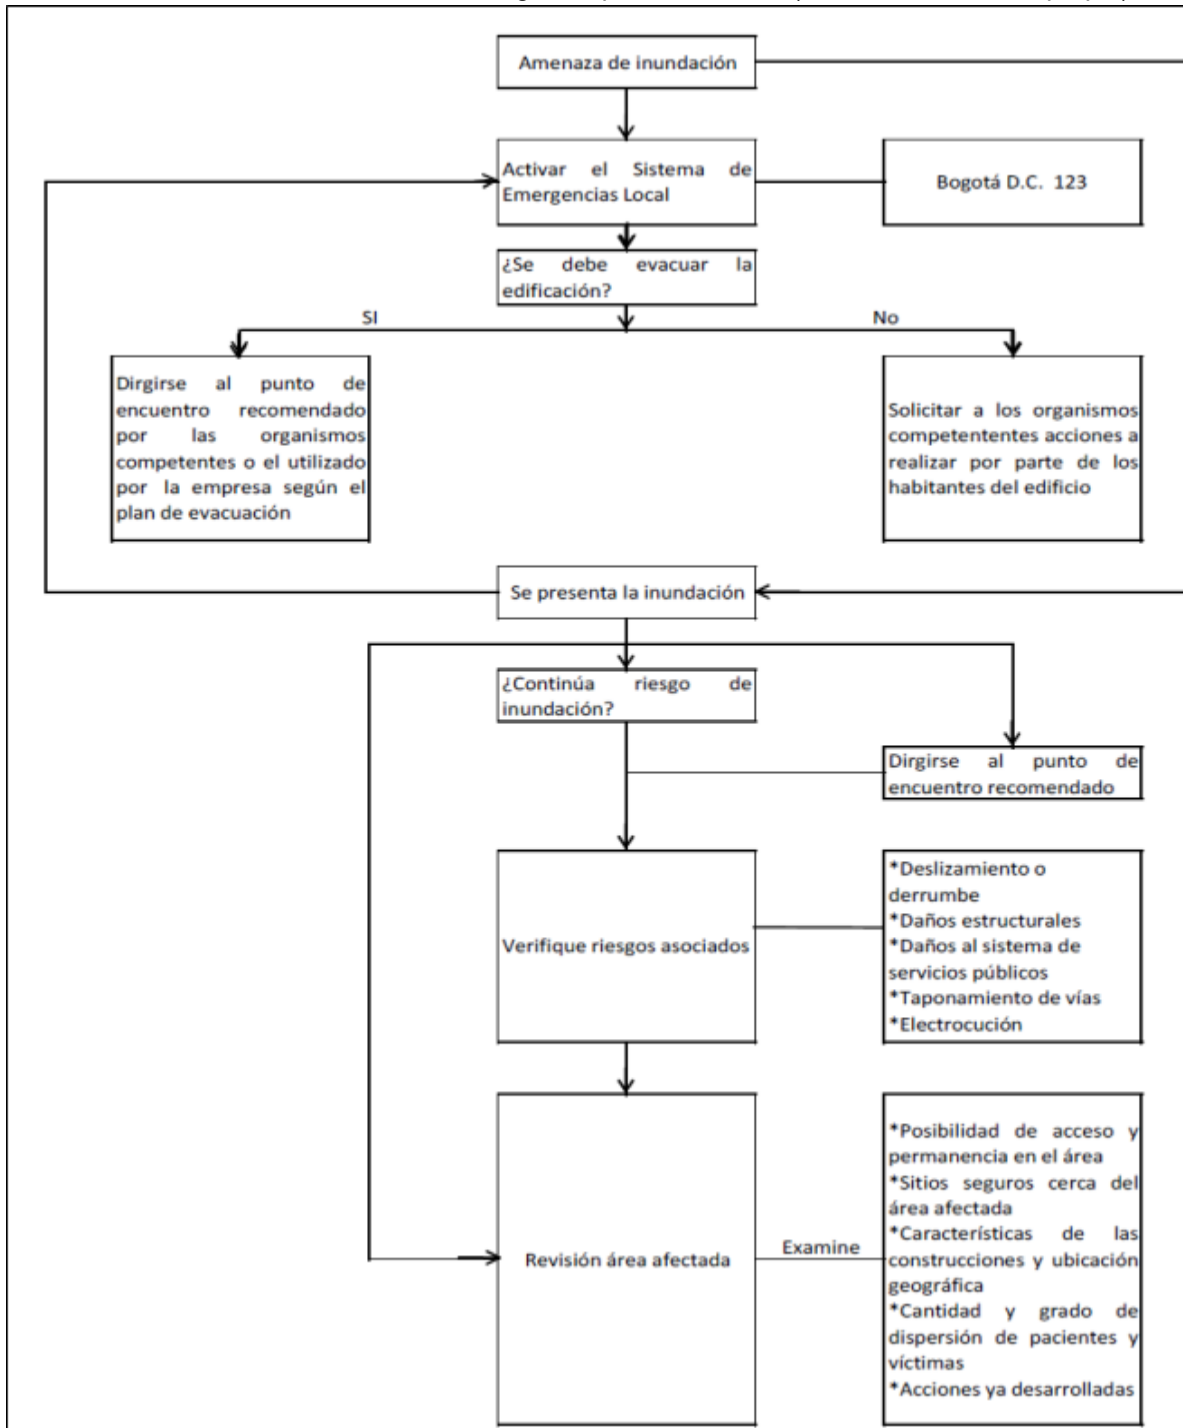 Amenaza de inundación
Activar el Sistema de
Emergencias Local
Bogotá D.C. 123
¿Se debe evacuar la
edificación?
SI
No
Dirgirse al punto de
encuentro recomendado
por las organismos
competentes o el utilizado
por la empresa según el
plan de evacuación
Solicitar a los organismos
competententes acciones a
realizar por parte de los
habitantes del edificio
Se presenta la inundación
¿Continúa riesgo de
inundación?
Dirgirse al punto de
encuentro recomendado
Verifique riesgos asociados
*Deslizamiento o
derrumbe
*Daños estructurales
*Daños al sistema de
servicios públicos
*Taponamiento de vías
*Electrocución
Revisión área afectada
Examine
*Posibilidad de acceso y
permanencia en el área
*Sitios seguros cerca del
área afectada
*Características de las
construcciones y ubicación
geográfica
*Cantidad y grado de
dispersión de pacientes y
víctimas
*Acciones ya desarrolladas